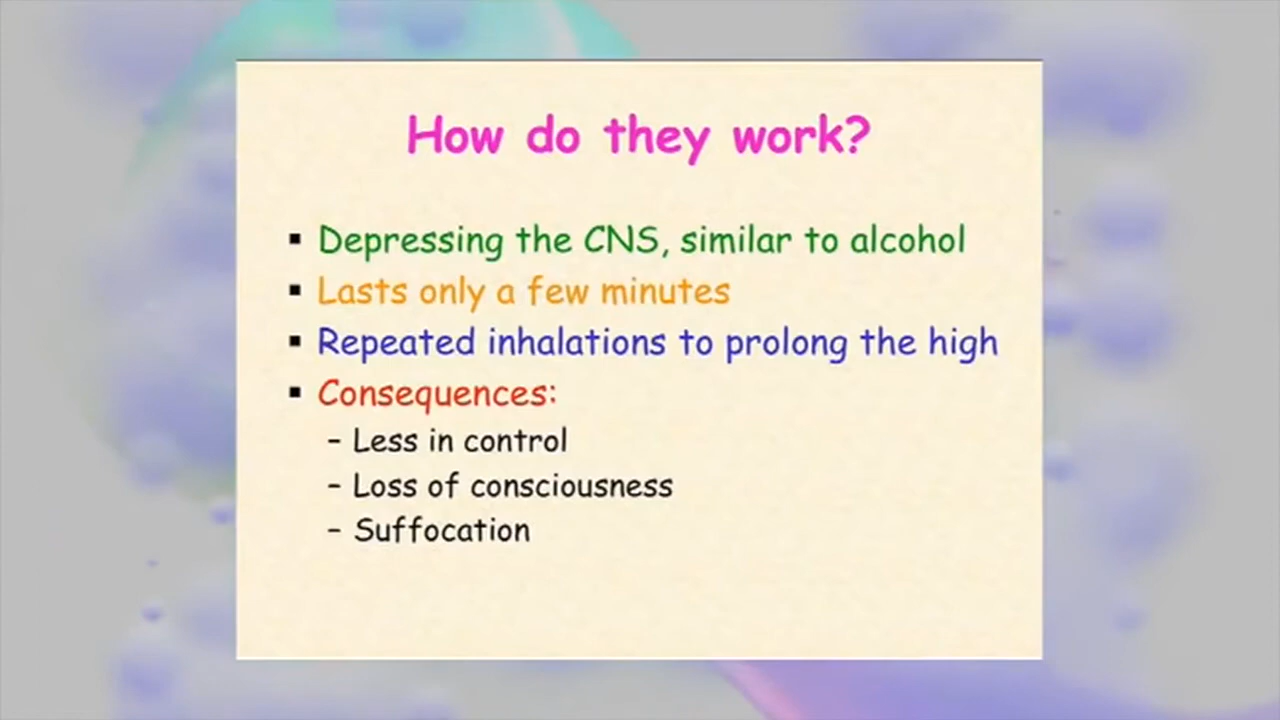 How do they work?
▪ Depressing the CNS, similar to alcohol
▪ Lasts only a few minutes
▪ Repeated inhalations to prolong the high
▪ Consequences:
– Less in control
– Loss of consciousness
– Suffocation